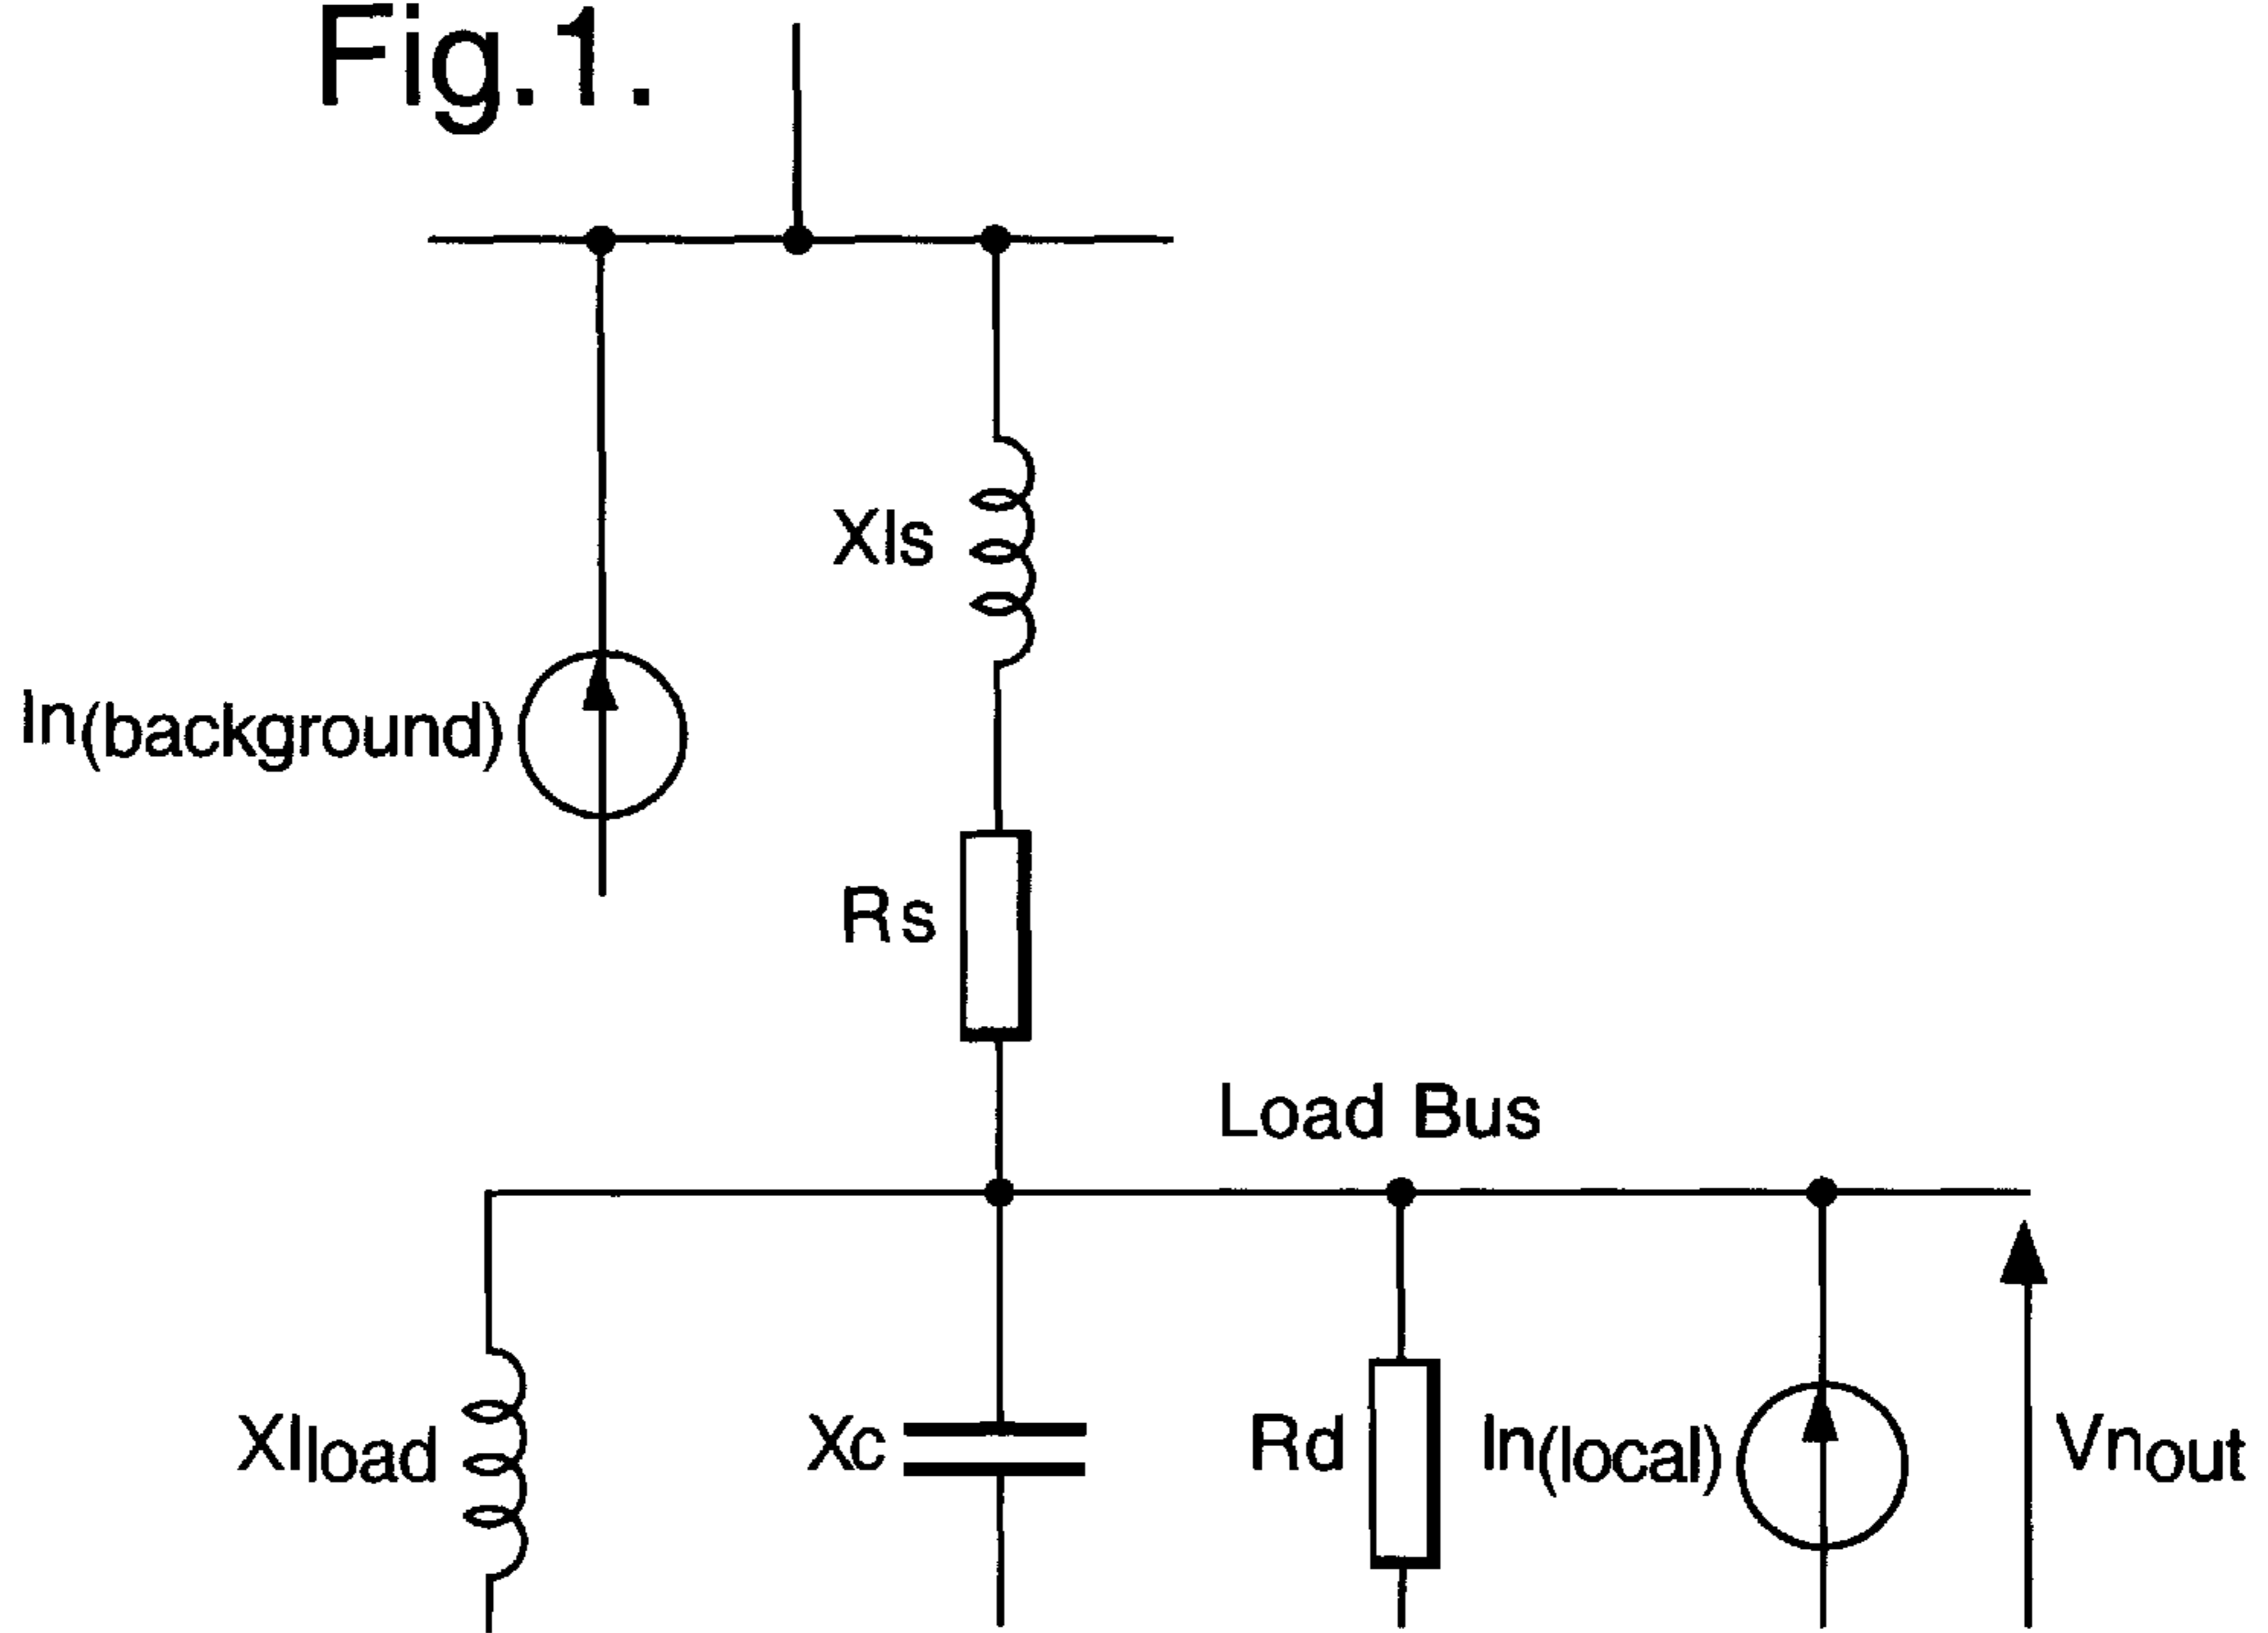 Fig.1.
Xls
In(background)
Rs
Load Bus
Xlload
Xc
Rd
In(local)
Vnout